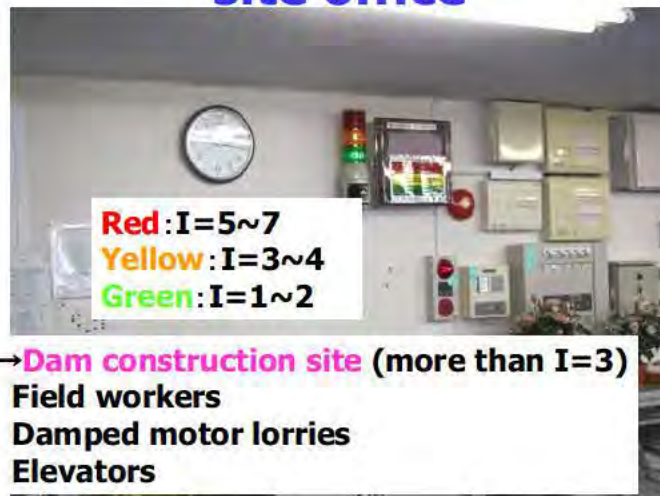 site office
Red:I=5~7
Yellow:I=3~4
Green:I=1~2
→Dam construction site (more than I=3)
Field workers
Damped motor lorries
Elevators